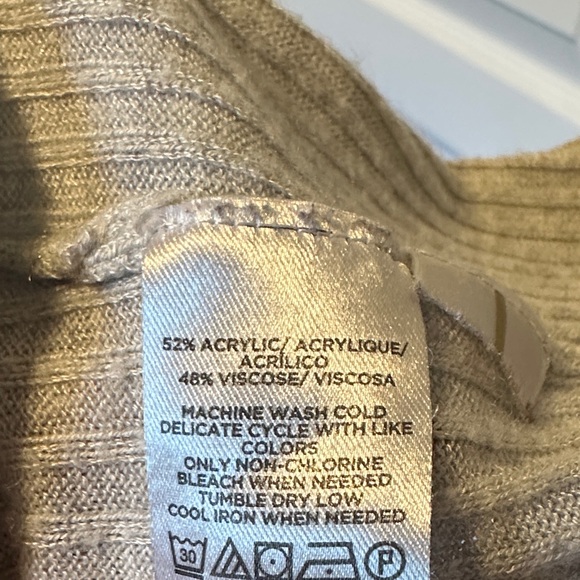 52% ACRYLIC/ ACRYLIQUE/
ACRÍLICO
48% VISCOSE/ VISCOSA
MACHINE WASH COLD
DELICATE CYCLE WITH LIKE
COLORS
ONLY NON-CHLORINE
BLEACH WHEN NEEDED
TUMBLE DRY LOW
COOL IRON WHEN NEEDED
30 P